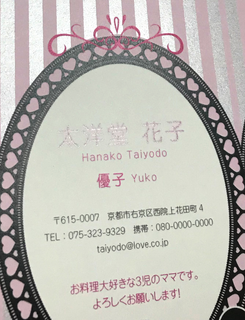 太洋堂 花子
Hanako Taiyodo
優子 Yuko
〒615-0007 京都市右京区西院上花田町4
TEL：075-323-9329 携帯：080-0000-0000
taiyodo@love.co.jp
お料理大好きな3児のママです。
よろしくお願いします!